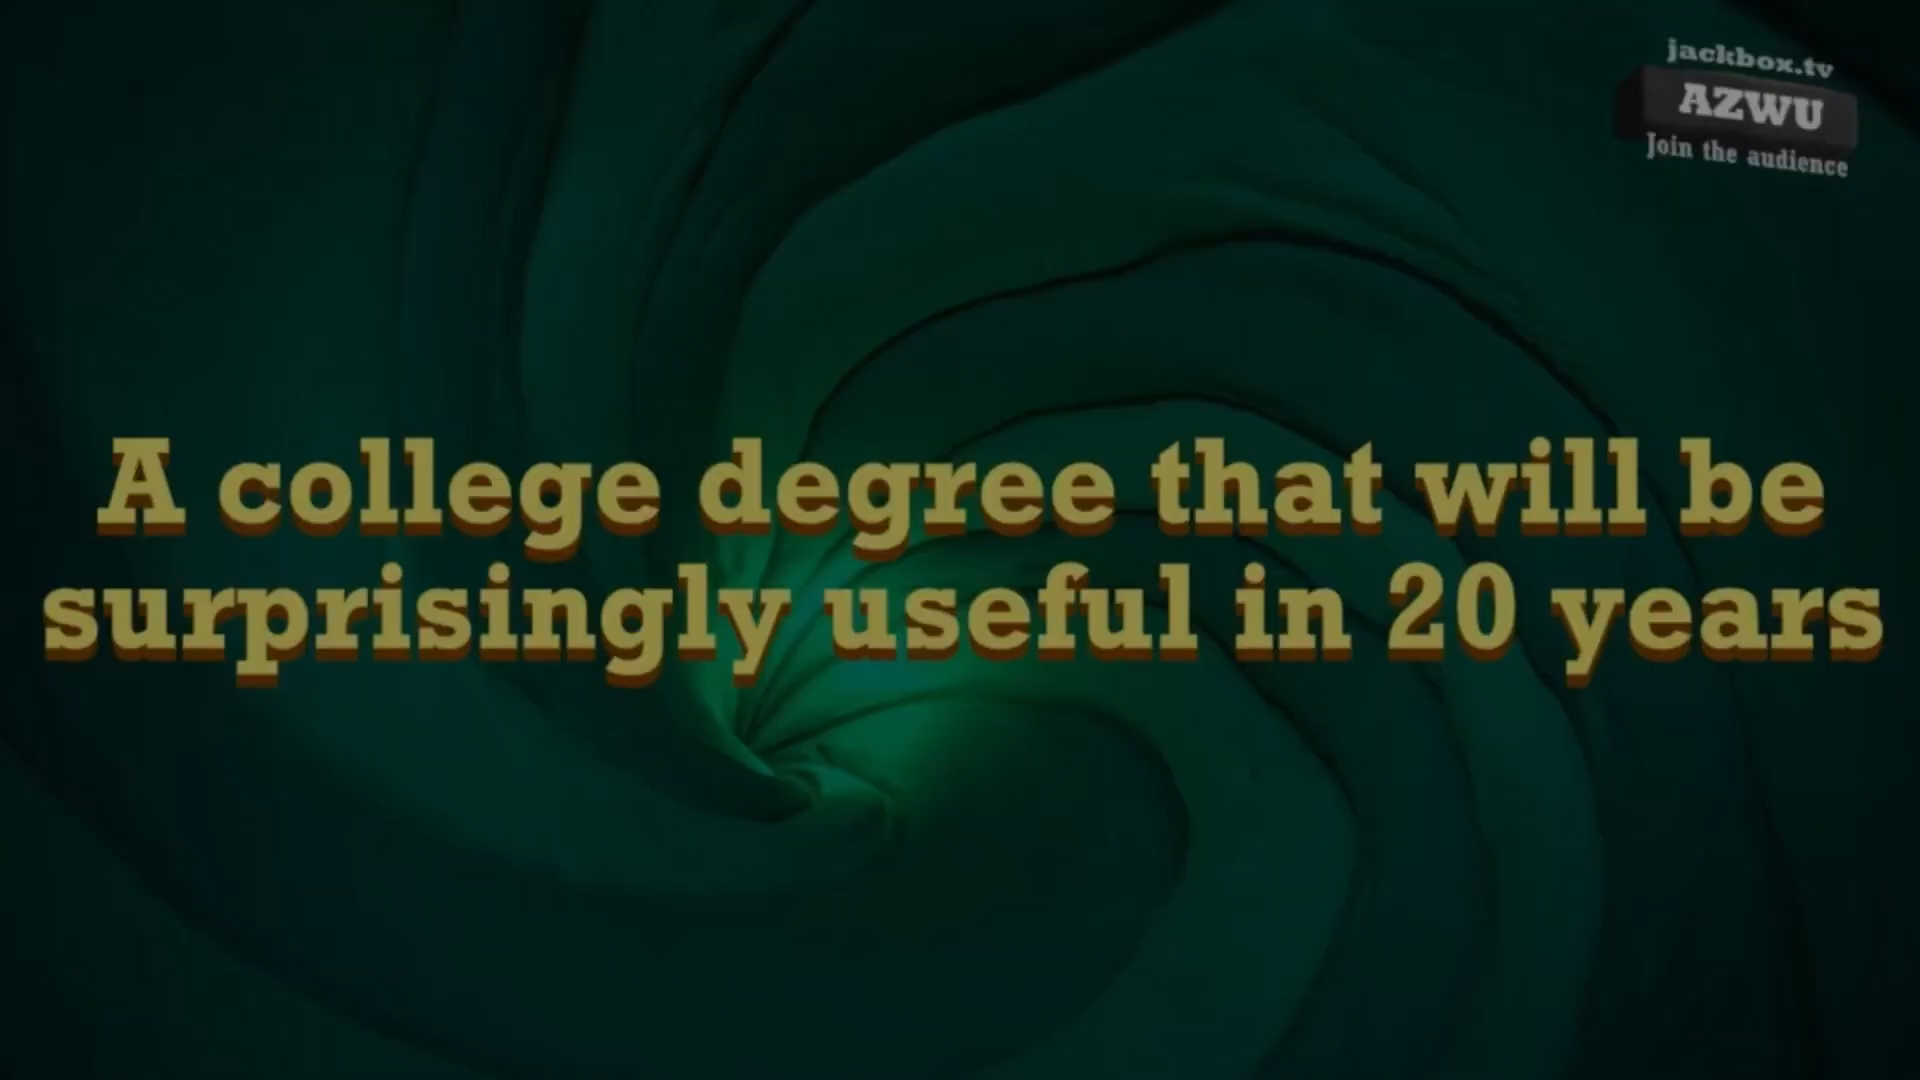 jackbox.tv
AZWU
Join the audience
A college degree that will be
surprisingly useful in 20 years